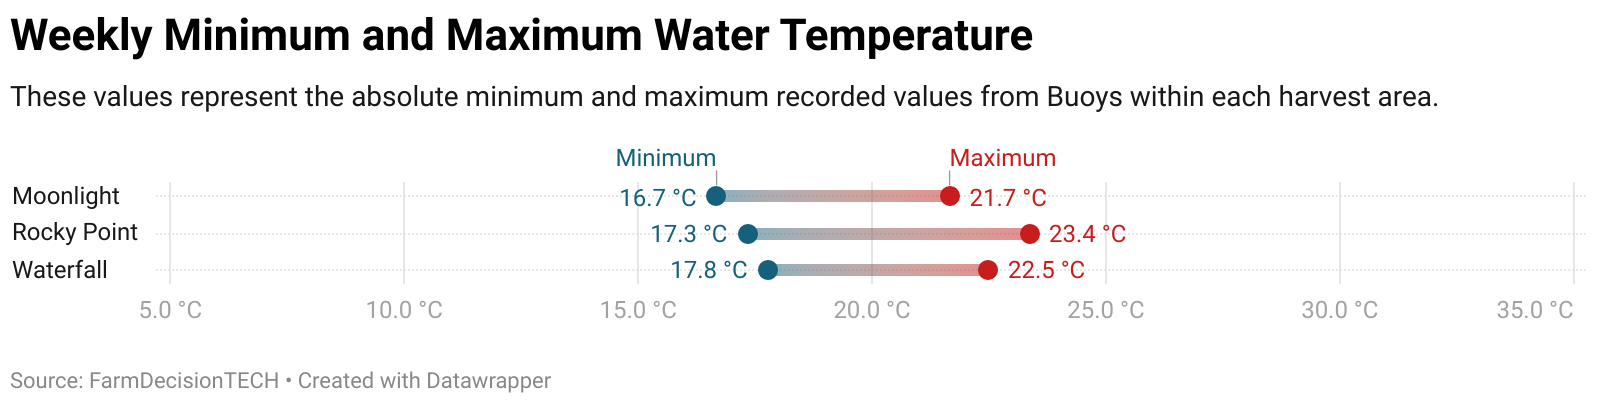 Weekly Minimum and Maximum Water Temperature
These values represent the absolute minimum and maximum recorded values from Buoys within each harvest area.
Minimum Maximum
Moonlight 16.7 °C 21.7 °C
Rocky Point 17.3 °C 23.4 °C
Waterfall 17.8 °C 22.5 °C
5.0 °C 10.0 °C 15.0 °C 20.0 °C 25.0 °C 30.0 °C 35.0 °C
Source: FarmDecisionTECH • Created with Datawrapper